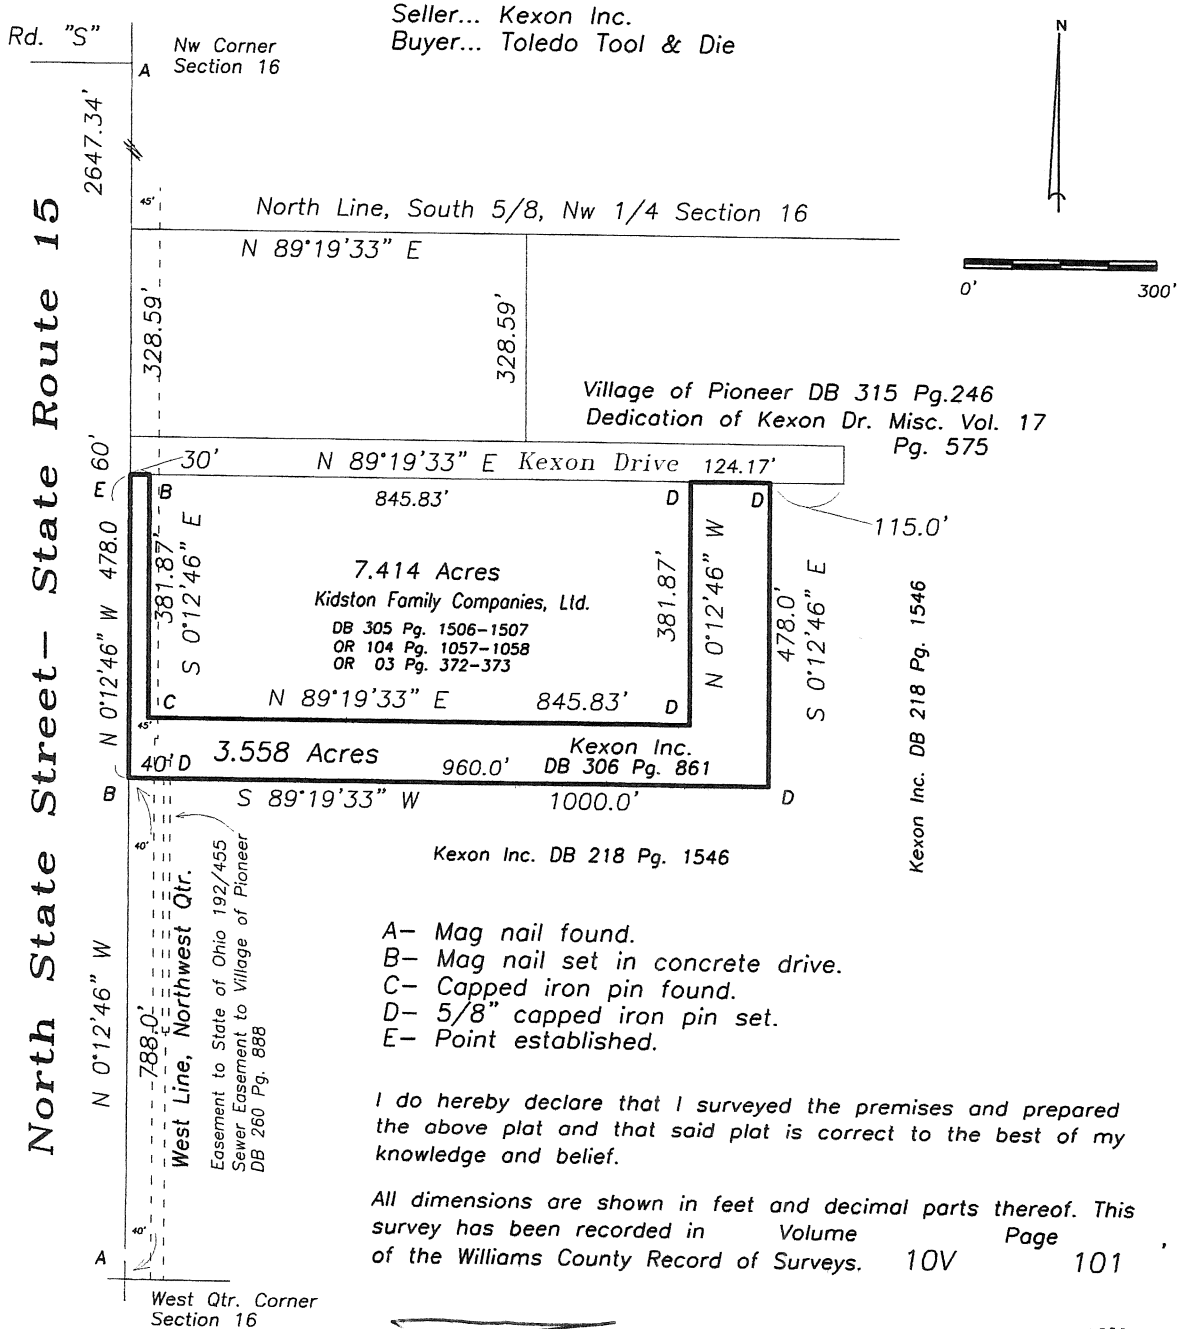 Seller... Kexon Inc.
Buyer... Toledo Tool & Die
Rd. "S"
Nw Corner
Section 16
A
N
2647.34'
45'
North Line, South 5/8, Nw 1/4 Section 16
N 89°19'33" E
0'
300'
328.59'
328.59'
North State Street- State Route 15
Village of Pioneer DB 315 Pg.246
Dedication of Kexon Dr. Misc. Vol. 17
Pg. 575
60'
30'
N 89°19'33" E
Kexon Drive
124.17'
E
B
845.83'
D
D
115.0'
N 0°12'46" W 478.0
381.87'
S 0°12'46" E
7.414 Acres
Kidston Family Companies, Ltd.
DB 305 Pg. 1506-1507
OR 104 Pg. 1057-1058
OR 03 Pg. 372-373
381.87'
N 0°12'46" W
478.0'
S 0°12'46" E
Kexon Inc. DB 218 Pg. 1546
C
N 89°19'33" E
845.83'
D
45'
40'
D
3.558 Acres
960.0'
Kexon Inc.
DB 306 Pg. 861
B
S 89°19'33" W
1000.0'
D
40'
Kexon Inc. DB 218 Pg. 1546
N 0°12'46" W
788.0'
West Line, Northwest Qtr.
Easement to State of Ohio 192/455
Sewer Easement to Village of Pioneer
DB 260 Pg. 888
A- Mag nail found.
B- Mag nail set in concrete drive.
C- Capped iron pin found.
D- 5/8" capped iron pin set.
E- Point established.
I do hereby declare that I surveyed the premises and prepared
the above plat and that said plat is correct to the best of my
knowledge and belief.
All dimensions are shown in feet and decimal parts thereof. This
survey has been recorded in Volume Page ,
of the Williams County Record of Surveys. 10V 101
40'
A
West Qtr. Corner
Section 16